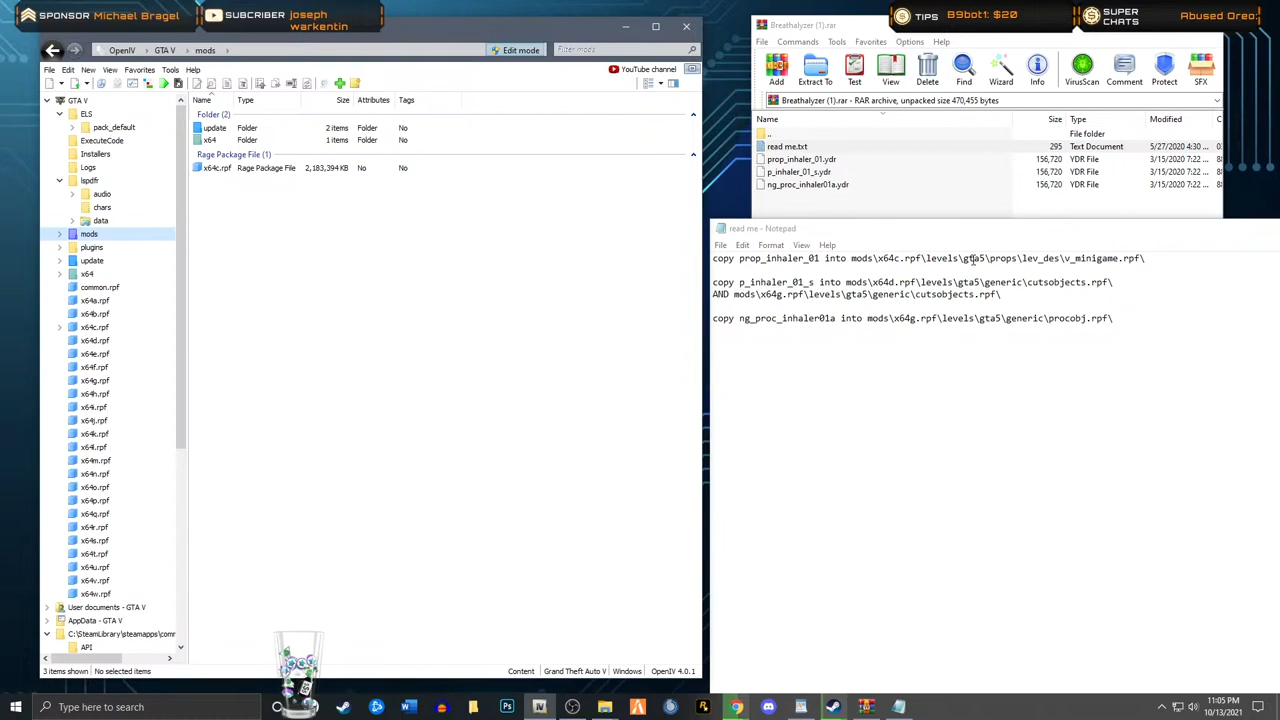 SPONSOR Michael Bragel
SUBSCRIBER joseph warkentin
TIPS B9bot: $20
SUPER CHATS Abused Oreo:
OpenIV GTA V mods
Edit mode
Filter mods
Edit View Favorites Tools Help
YouTube channel
GTA V
ELS
pack_default
ExecuteCode
Installers
Logs
lspdfr
audio
chars
data
mods
plugins
update
x64
common.rpf
x64a.rpf
x64b.rpf
x64c.rpf
x64d.rpf
x64e.rpf
x64f.rpf
x64g.rpf
x64h.rpf
x64i.rpf
x64j.rpf
x64k.rpf
x64l.rpf
x64m.rpf
x64n.rpf
x64o.rpf
x64p.rpf
x64q.rpf
x64r.rpf
x64s.rpf
x64t.rpf
x64u.rpf
x64v.rpf
x64w.rpf
User documents - GTA V
AppData - GTA V
C:\SteamLibrary\steamapps\comr
API
Name Type Size Attributes Tags
Folder (2)
update Folder 2 items Folder No
x64 Folder 1 items Folder No
Rage Package File (1)
x64c.rpf Rage Package File 2,183,394 KB No No
3 items shown No selected items Content Grand Theft Auto V Windows OpenIV 4.0.1
Breathalyzer (1).rar
File Commands Tools Favorites Options Help
Add Extract To Test View Delete Find Wizard Info VirusScan Comment Protect SFX
Breathalyzer (1).rar - RAR archive, unpacked size 470,455 bytes
Name Size Type Modified C
.. File folder
read me.txt 295 Text Document 5/27/2020 4:30 ...
prop_inhaler_01.ydr 156,720 YDR File 3/15/2020 7:22 ...
p_inhaler_01_s.ydr 156,720 YDR File 3/15/2020 7:22 ...
ng_proc_inhaler01a.ydr 156,720 YDR File 3/15/2020 7:22 ...
read me - Notepad
File Edit Format View Help
copy prop_inhaler_01 into mods\x64c.rpf\levels\gta5\props\lev_des\v_minigame.rpf\
copy p_inhaler_01_s into mods\x64d.rpf\levels\gta5\generic\cutsobjects.rpf\
AND mods\x64g.rpf\levels\gta5\generic\cutsobjects.rpf\
copy ng_proc_inhaler01a into mods\x64g.rpf\levels\gta5\generic\procobj.rpf\
Type here to search
11:05 PM
10/13/2021